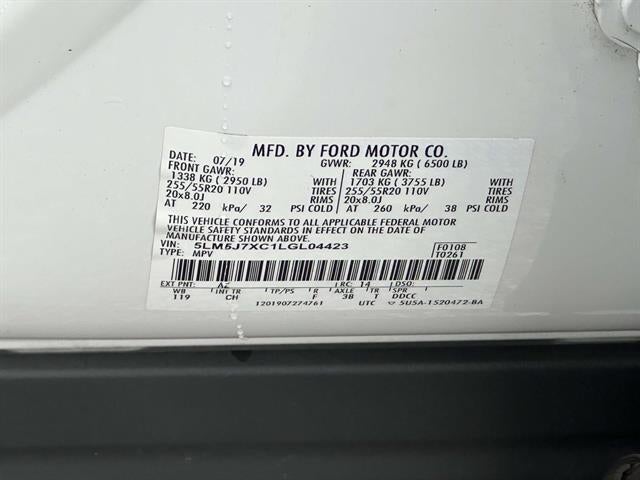 MFD. BY FORD MOTOR CO.
DATE: 07/19 GVWR: 2948 KG ( 6500 LB)
FRONT GAWR: REAR GAWR:
1338 KG ( 2950 LB) WITH 1703 KG ( 3755 LB) WITH
255/55R20 110V TIRES 255/55R20 110V TIRES
20x8.0J RIMS 20x8.0J RIMS
AT 220 kPa/ 32 PSI COLD AT 260 kPa/ 38 PSI COLD
THIS VEHICLE CONFORMS TO ALL APPLICABLE FEDERAL MOTOR
VEHICLE SAFETY AND THEFT PREVENTION STANDARDS IN EFFECT ON THE DATE OF MANUFACTURE SHOWN ABOVE.
VIN: 5LM5J7XC1LGL04423 F0108
TYPE: MPV T0261
EXT PNT: AZ RC: 14 DSO:
WB INT TR TP/PS R AXLE TR SPR
119 CH F 3B T DDCC
1201907274761 UTC 5U5A-1520472-BA